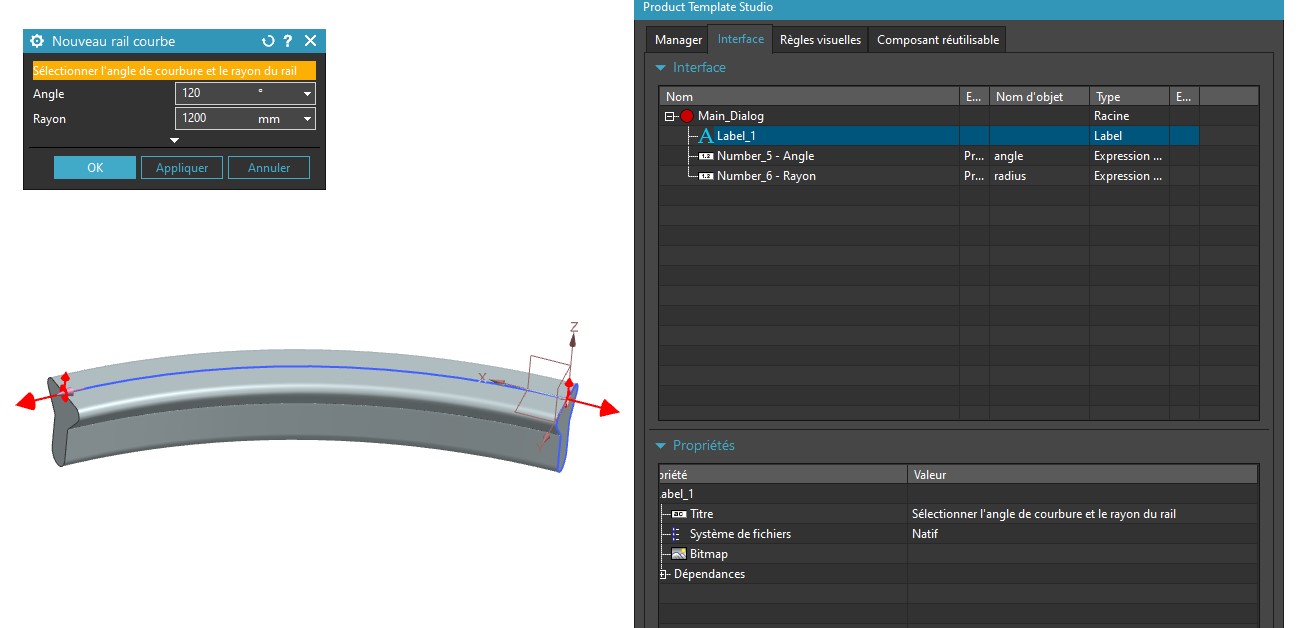 Nouveau rail courbe
?
Sélectionner l'angle de courbure et le rayon du rail
Angle 120 °
Rayon 1200 mm
OK Appliquer Annuler
Z
X
Y
Product Template Studio
Manager Interface Règles visuelles Composant réutilisable
Interface
Nom E... Nom d'objet Type E...
Main_Dialog Racine
A Label_1 Label
Number_5 - Angle Pr... angle Expression ...
Number_6 - Rayon Pr... radius Expression ...
Propriétés
priété Valeur
abel_1
Titre Sélectionner l'angle de courbure et le rayon du rail
Système de fichiers Natif
Bitmap
Dépendances